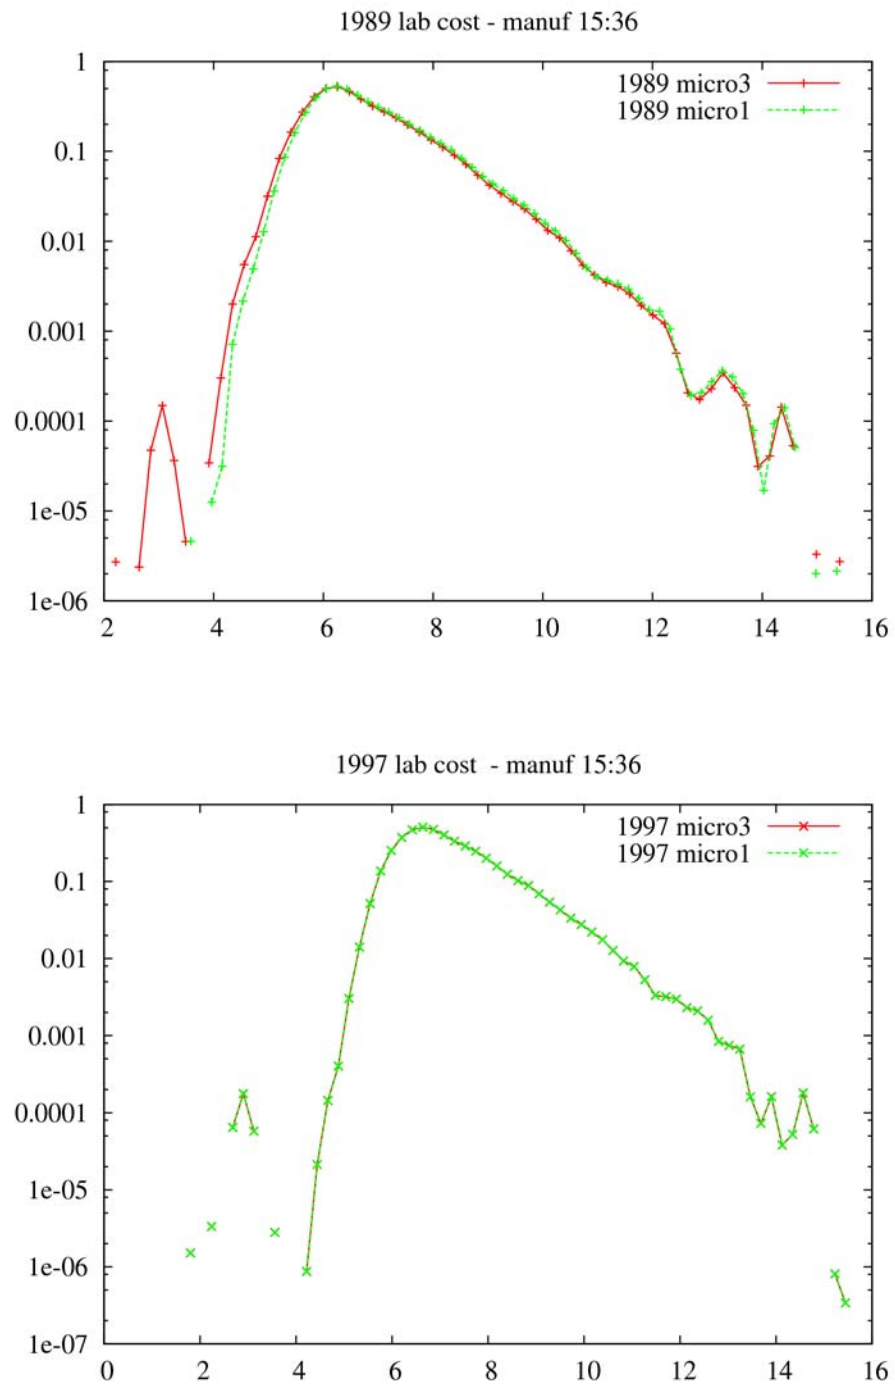 1989 lab cost - manuf 15:36
1
1989 micro3
1989 micro1
0.1
0.01
0.001
0.0001
1e-05
1e-06
2 4 6 8 10 12 14 16
1997 lab cost - manuf 15:36
1
1997 micro3
1997 micro1
0.1
0.01
0.001
0.0001
1e-05
1e-06
1e-07
0 2 4 6 8 10 12 14 16